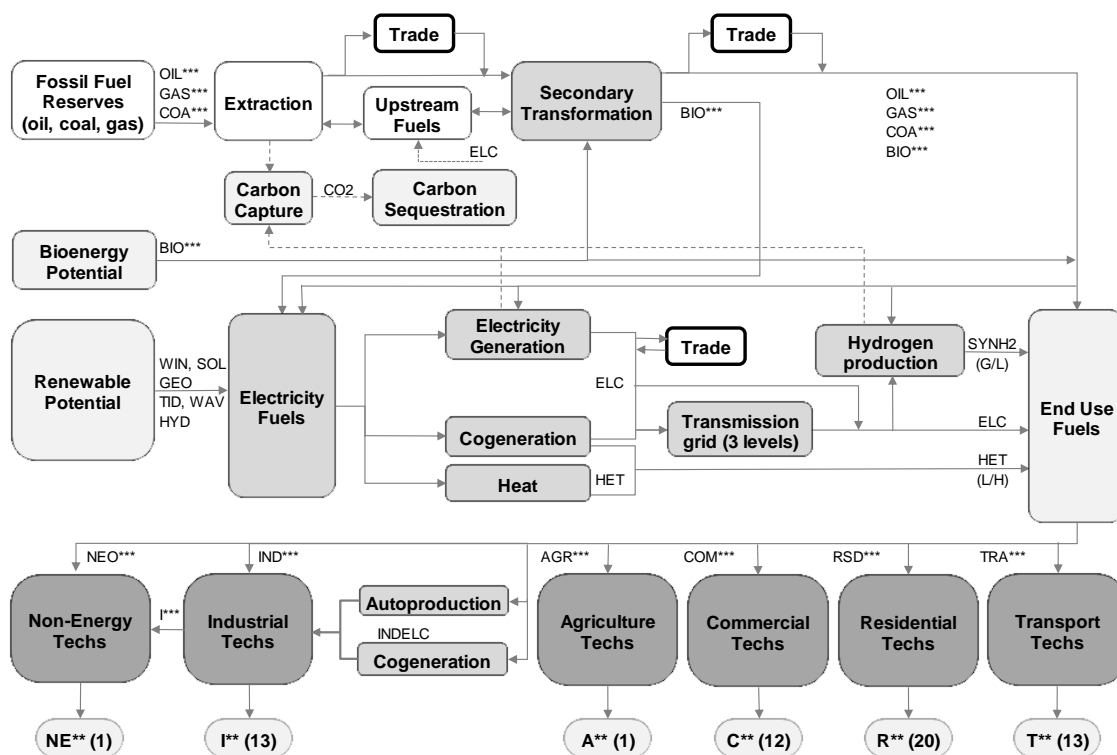 Trade
Trade
Fossil Fuel
Reserves
(oil, coal, gas)
OIL***
GAS***
COA***
Extraction
Upstream
Fuels
ELC
Secondary
Transformation
BIO***
OIL***
GAS***
COA***
BIO***
Carbon
Capture
CO2
Carbon
Sequestration
Bioenergy
Potential
BIO***
Renewable
Potential
WIN, SOL
GEO
TID, WAV
HYD
Electricity
Fuels
Electricity
Generation
Trade
Hydrogen
production
SYNH2
(G/L)
ELC
Cogeneration
Transmission
grid (3 levels)
ELC
Heat
HET
HET
(L/H)
End Use
Fuels
NEO***
IND***
AGR***
COM***
RSD***
TRA***
Non-Energy
Techs
I***
Industrial
Techs
Autoproduction
INDELC
Cogeneration
Agriculture
Techs
Commercial
Techs
Residential
Techs
Transport
Techs
NE** (1)
I** (13)
A** (1)
C** (12)
R** (20)
T** (13)